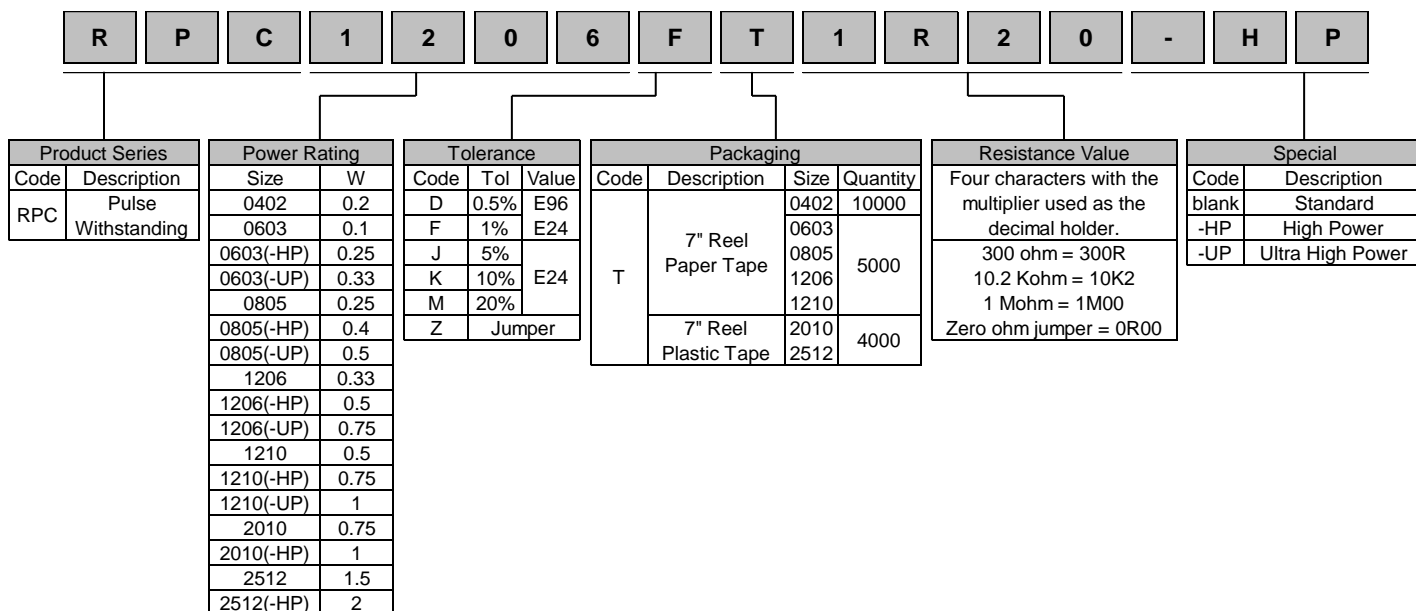 R P C 1 2 0 6 F T 1 R 2 0 - H P
Product Series
Code Description
RPC Pulse Withstanding
Power Rating
Size W
0402 0.2
0603 0.1
0603(-HP) 0.25
0603(-UP) 0.33
0805 0.25
0805(-HP) 0.4
0805(-UP) 0.5
1206 0.33
1206(-HP) 0.5
1206(-UP) 0.75
1210 0.5
1210(-HP) 0.75
1210(-UP) 1
2010 0.75
2010(-HP) 1
2512 1.5
2512(-HP) 2
Tolerance
Code Tol Value
D 0.5% E96
F 1% E24
J 5%
K 10% E24
M 20%
Z Jumper
Packaging
Code Description Size Quantity
T
7" Reel
Paper Tape
0402 10000
0603
0805
1206
1210
5000
7" Reel
Plastic Tape
2010
2512
4000
Resistance Value
Four characters with the
multiplier used as the
decimal holder.
300 ohm = 300R
10.2 Kohm = 10K2
1 Mohm = 1M00
Zero ohm jumper = 0R00
Special
Code Description
blank Standard
-HP High Power
-UP Ultra High Power